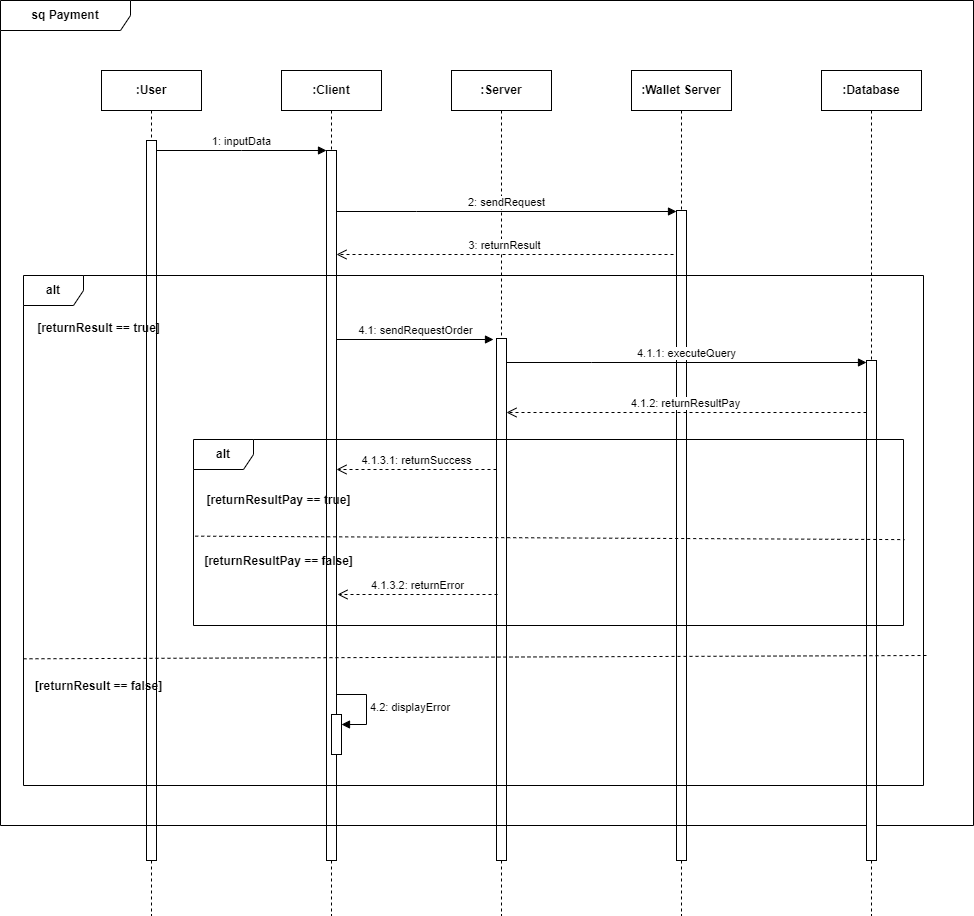 sq Payment
:User
:Client
:Server
:Wallet Server
:Database
1: inputData
2: sendRequest
3: returnResult
alt
[returnResult == true]
4.1: sendRequestOrder
4.1.1: executeQuery
4.1.2: returnResultPay
alt
4.1.3.1: returnSuccess
[returnResultPay == true]
[returnResultPay == false]
4.1.3.2: returnError
[returnResult == false]
4.2: displayError